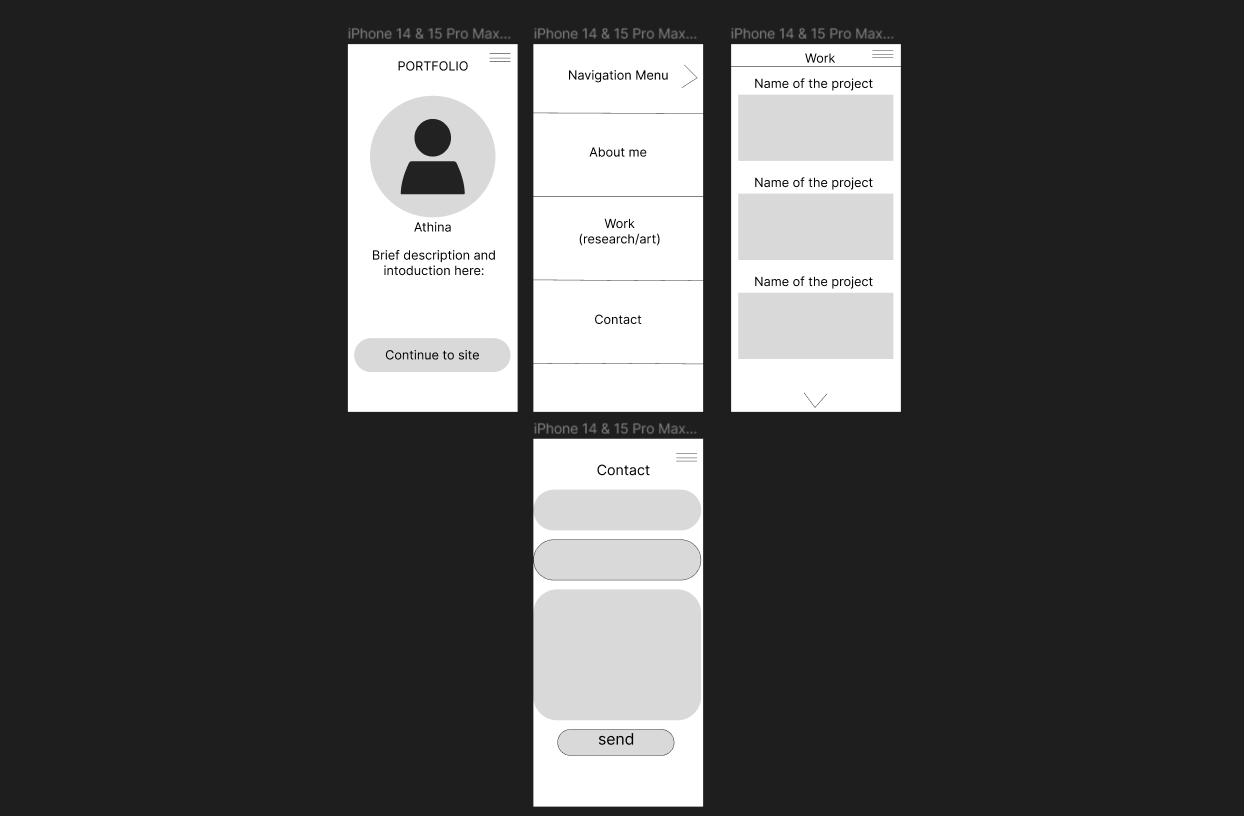 iPhone 14 & 15 Pro Max...
PORTFOLIO
Athina
Brief description and
intoduction here:
Continue to site
iPhone 14 & 15 Pro Max...
Navigation Menu
About me
Work
(research/art)
Contact
iPhone 14 & 15 Pro Max...
Work
Name of the project
Name of the project
Name of the project
iPhone 14 & 15 Pro Max...
Contact
send